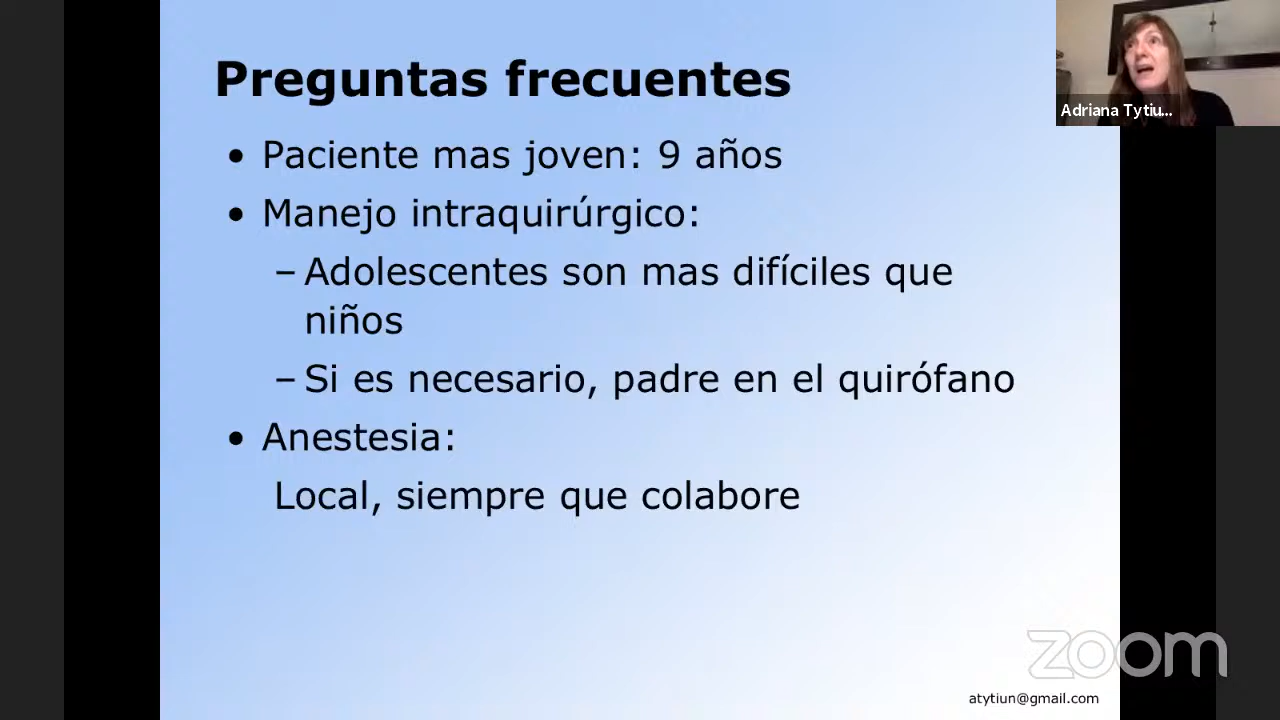 Preguntas frecuentes
• Paciente mas joven: 9 años
• Manejo intraquirúrgico:
– Adolescentes son mas difíciles que
niños
– Si es necesario, padre en el quirófano
• Anestesia:
Local, siempre que colabore
Adriana Tytiu...
zoom
atytiun@gmail.com